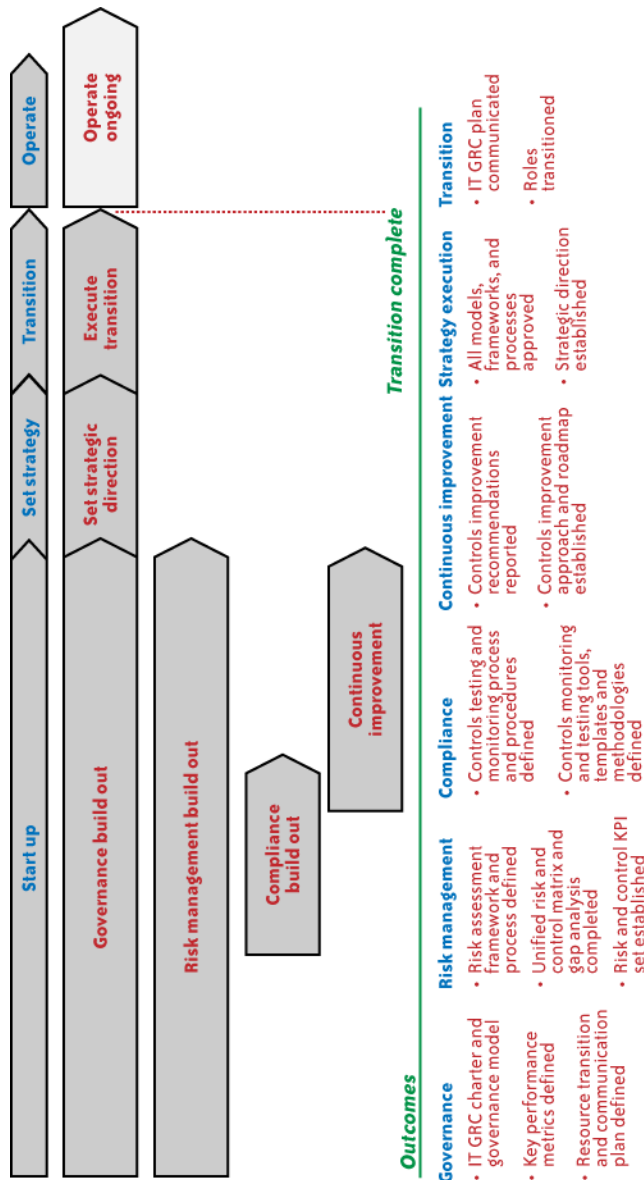 Start up
Set strategy
Transition
Operate
Governance build out
Set strategic
direction
Execute
transition
Operate
ongoing
Risk management build out
Compliance
build out
Continuous
improvement
Outcomes
Transition complete
Governance
• IT GRC charter and
governance model
• Key performance
metrics defined
• Resource transition
and communication
plan defined
Risk management
• Risk assessment
framework and
process defined
• Unified risk and
control matrix and
gap analysis
completed
• Risk and control KPI
set established
Compliance
• Controls testing and
monitoring process
and procedures
defined
• Controls monitoring
and testing tools,
templates and
methodologies
defined
Continuous improvement
• Controls improvement
recommendations
reported
• Controls improvement
approach and roadmap
established
Strategy execution
• All models,
frameworks, and
processes
approved
• Strategic direction
established
Transition
• IT GRC plan
communicated
• Roles
transitioned